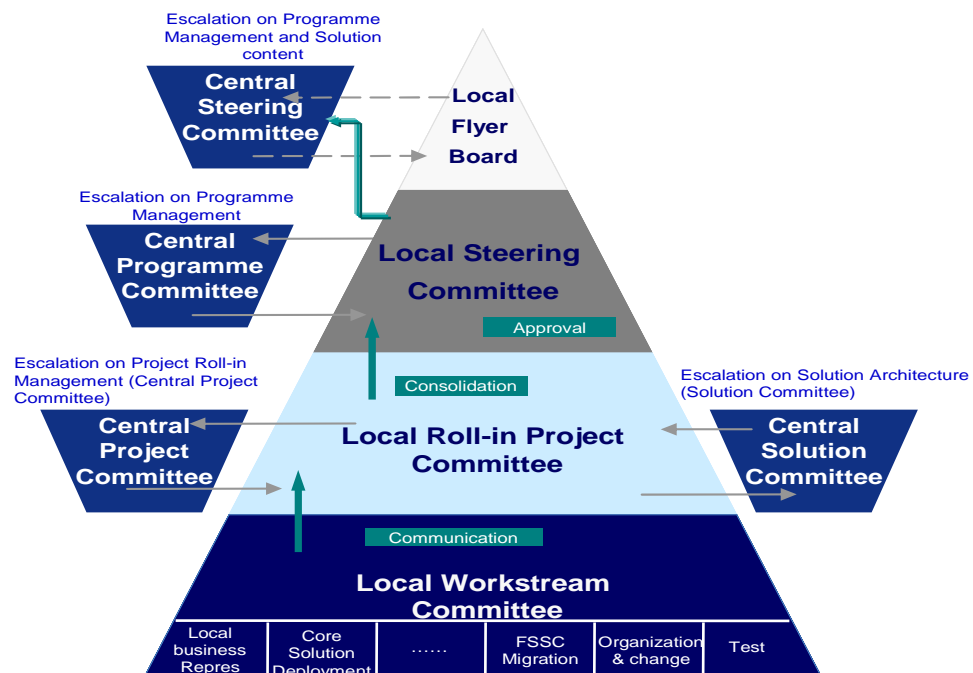 Escalation on Programme
Management and Solution
content
Central
Steering
Committee
Local
Flyer
Board
Escalation on Programme
Management
Central
Programme
Committee
Local Steering
Committee
Approval
Escalation on Project Roll-in
Management (Central Project
Committee)
Consolidation
Escalation on Solution Architecture
(Solution Committee)
Central
Project
Committee
Local Roll-in Project
Committee
Central
Solution
Committee
Communication
Local Workstream
Committee
Local
business
Repres
Core
Solution
Deployment
......
FSSC
Migration
Organization
& change
Test